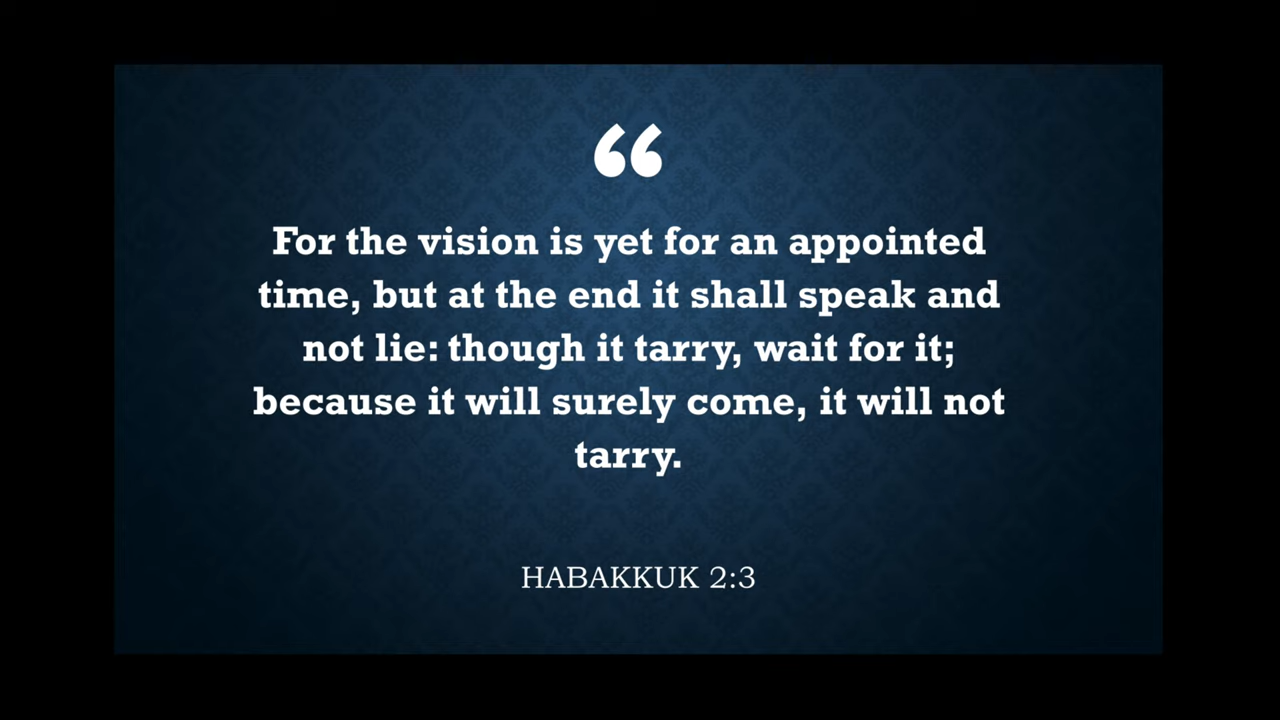 “
For the vision is yet for an appointed
time, but at the end it shall speak and
not lie: though it tarry, wait for it;
because it will surely come, it will not
tarry.
HABAKKUK 2:3